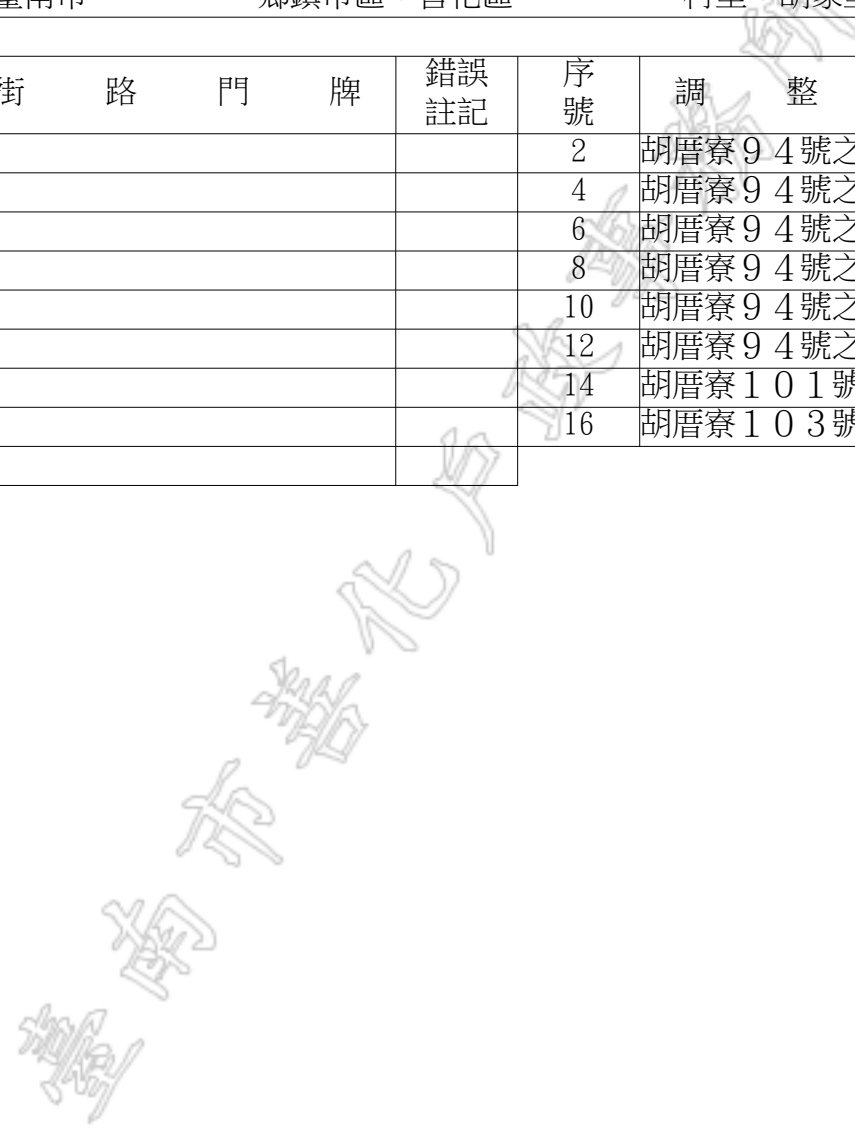 臺南市 鄉鎮市區：善化區 村里：胡家里
街路門牌 錯誤註記 序號 調整
2 胡厝寮９４號之
4 胡厝寮９４號之
6 胡厝寮９４號之
8 胡厝寮９４號之
10 胡厝寮９４號之
12 胡厝寮９４號之
14 胡厝寮１０１號
16 胡厝寮１０３號
臺南市善化戶政事務所